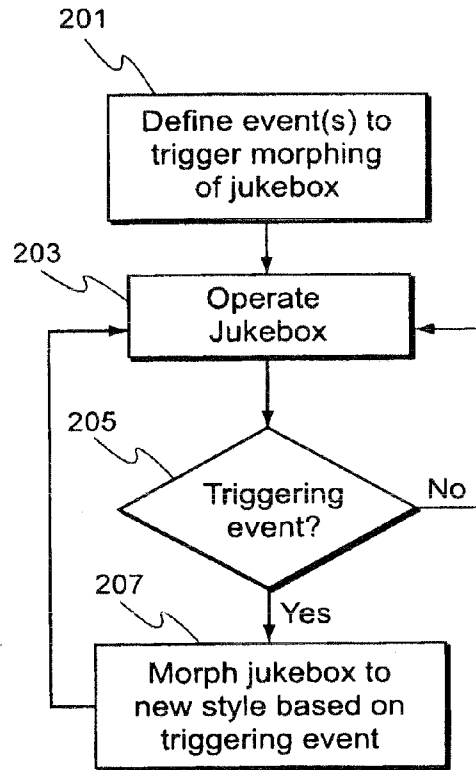 201
Define event(s) to
trigger morphing
of jukebox
203
Operate
Jukebox
205
Triggering
event?
No
207
Yes
Morph jukebox to
new style based on
triggering event